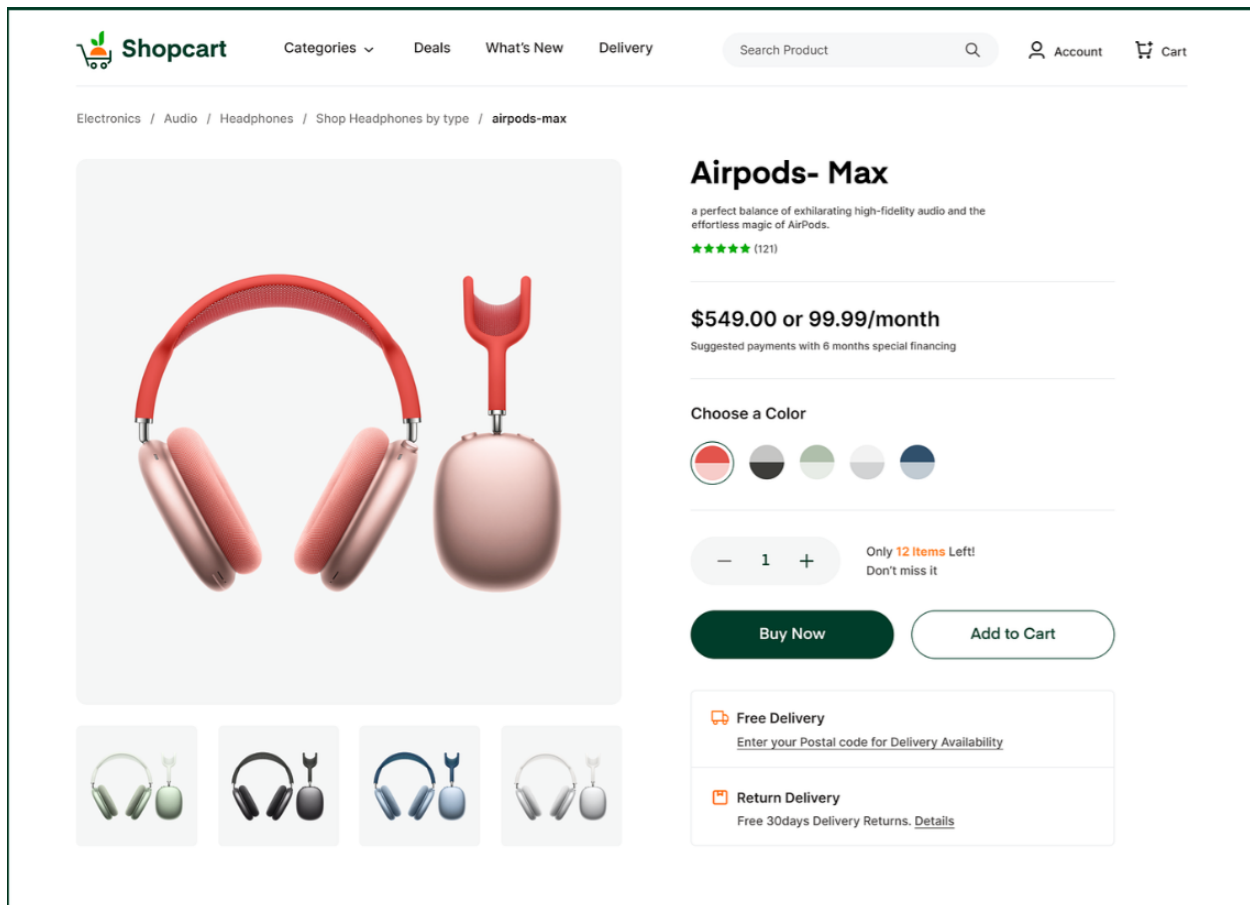 Shopcart
Categories
Deals
What's New
Delivery
Search Product
Account
Cart
Electronics / Audio / Headphones / Shop Headphones by type / airpods-max
Airpods- Max
a perfect balance of exhilarating high-fidelity audio and the
effortless magic of AirPods.
(121)
$549.00 or 99.99/month
Suggested payments with 6 months special financing
Choose a Color
1
Only 12 Items Left!
Don't miss it
Buy Now
Add to Cart
Free Delivery
Enter your Postal code for Delivery Availability
Return Delivery
Free 30days Delivery Returns. Details